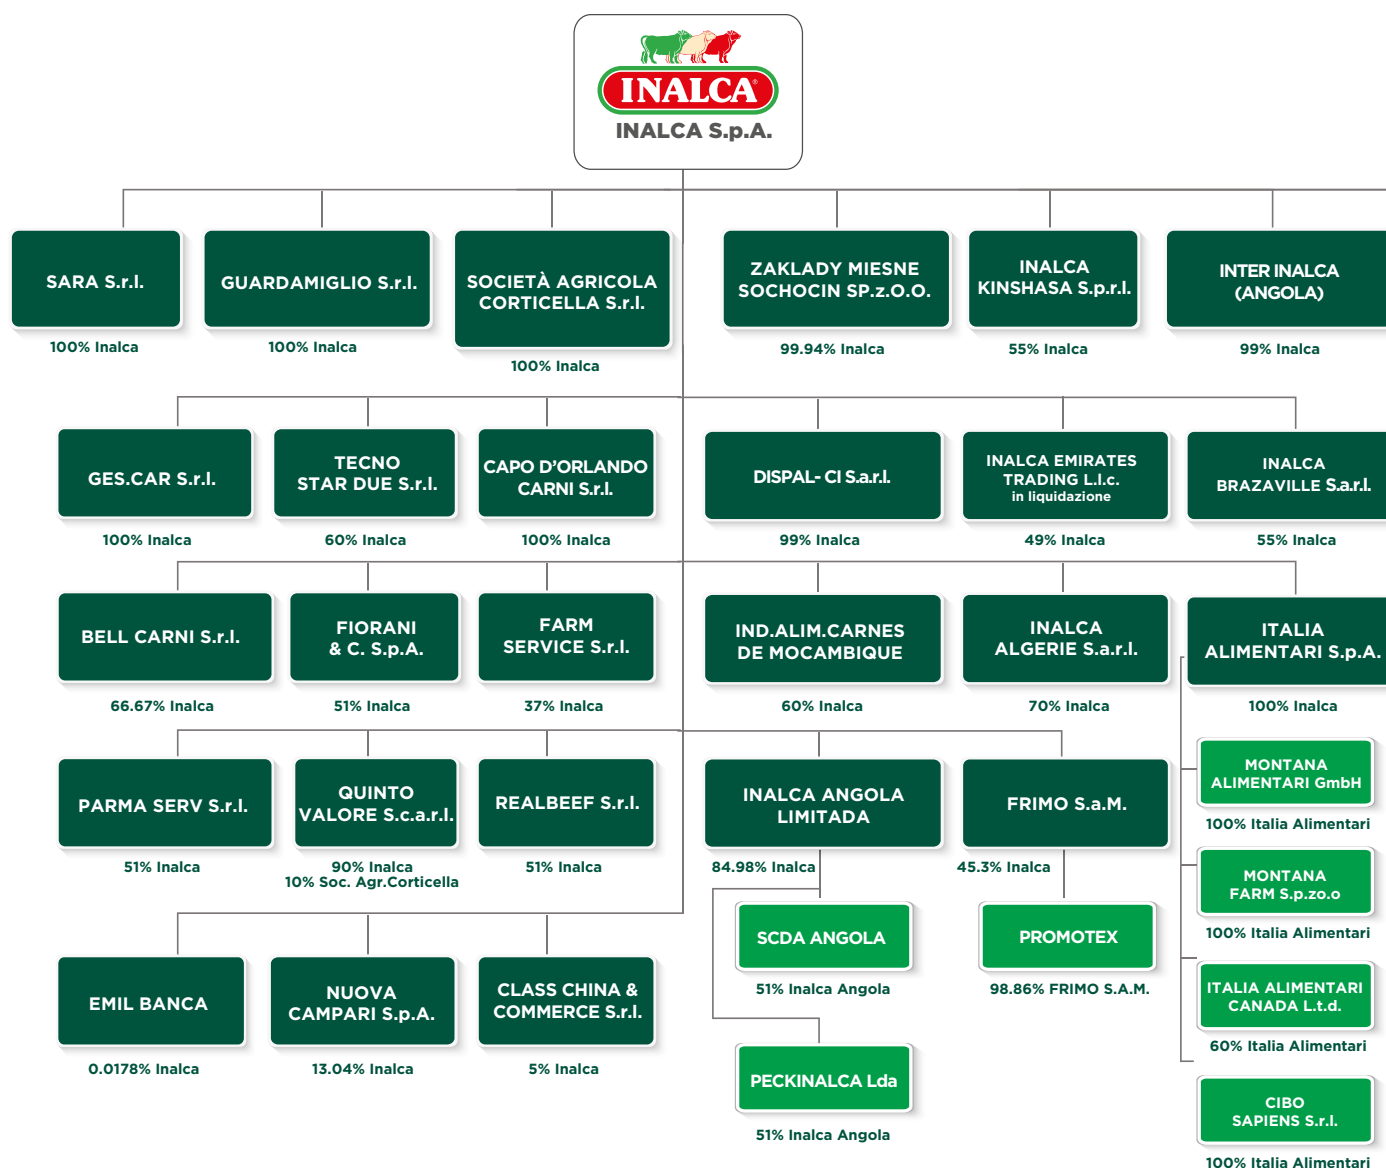 INALCA
INALCA S.p.A.
SARA S.r.l.
100% Inalca
GUARDAMIGLIO S.r.l.
100% Inalca
SOCIETÀ AGRICOLA
CORTICELLA S.r.l.
100% Inalca
ZAKLADY MIESNE
SOCHOCIN SP.z.O.O.
99.94% Inalca
INALCA
KINSHASA S.p.r.l.
55% Inalca
INTER INALCA
(ANGOLA)
99% Inalca
GES.CAR S.r.l.
100% Inalca
TECNO
STAR DUE S.r.l.
60% Inalca
CAPO D'ORLANDO
CARNI S.r.l.
100% Inalca
DISPAL- CI S.a.r.l.
99% Inalca
INALCA EMIRATES
TRADING L.l.c.
in liquidazione
49% Inalca
INALCA
BRAZAVILLE S.a.r.l.
55% Inalca
BELL CARNI S.r.l.
66.67% Inalca
FIORANI
& C. S.p.A.
51% Inalca
FARM
SERVICE S.r.l.
37% Inalca
IND.ALIM.CARNES
DE MOCAMBIQUE
60% Inalca
INALCA
ALGERIE S.a.r.l.
70% Inalca
ITALIA
ALIMENTARI S.p.A.
100% Inalca
MONTANA
ALIMENTARI GmbH
100% Italia Alimentari
MONTANA
FARM S.p.zo.o
100% Italia Alimentari
ITALIA ALIMENTARI
CANADA L.t.d.
60% Italia Alimentari
CIBO
SAPIENS S.r.l.
100% Italia Alimentari
PARMA SERV S.r.l.
51% Inalca
QUINTO
VALORE S.c.a.r.l.
90% Inalca
10% Soc. Agr.Corticella
REALBEEF S.r.l.
51% Inalca
INALCA ANGOLA
LIMITADA
84.98% Inalca
SCDA ANGOLA
51% Inalca Angola
PECKINALCA Lda
51% Inalca Angola
FRIMO S.a.M.
45.3% Inalca
PROMOTEX
98.86% FRIMO S.A.M.
EMIL BANCA
0.0178% Inalca
NUOVA
CAMPARI S.p.A.
13.04% Inalca
CLASS CHINA &
COMMERCE S.r.l.
5% Inalca